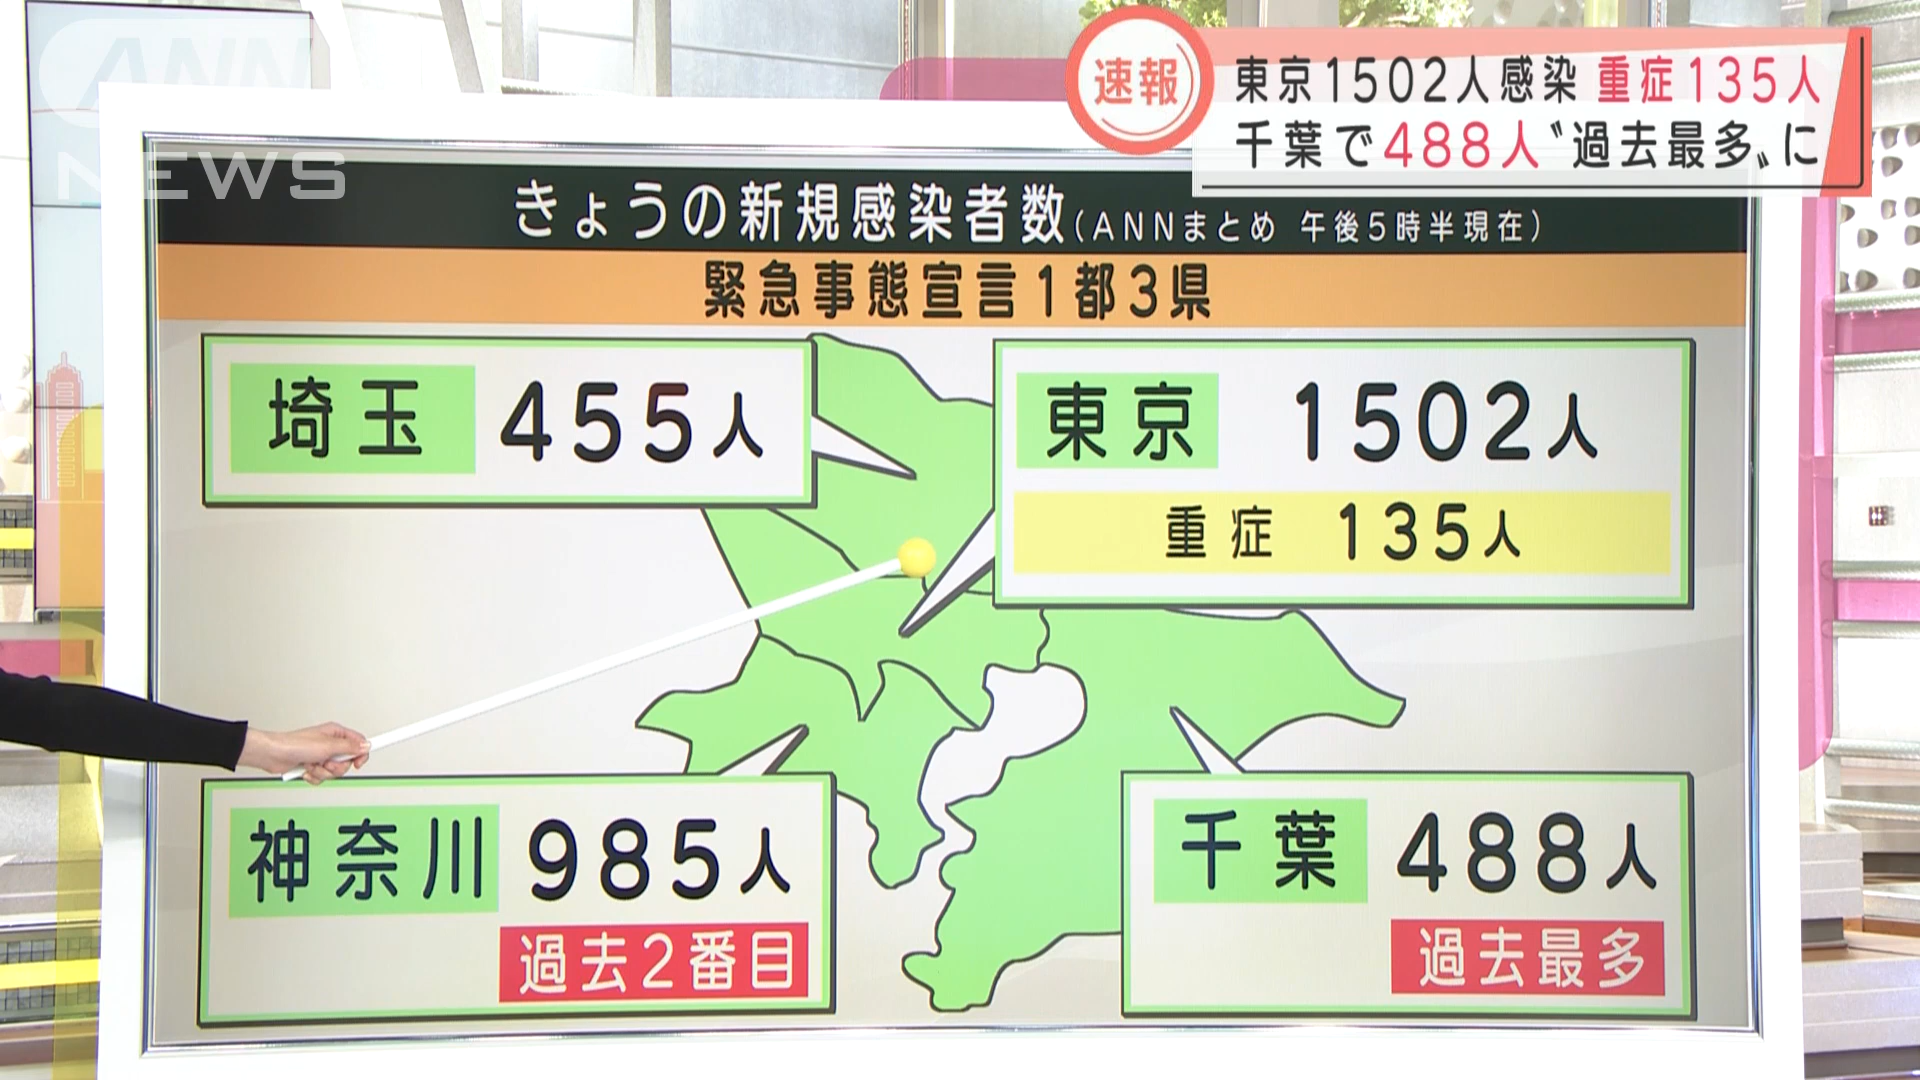 ANN
NEWS
速報
東京1502人感染 重症135人
千葉で488人〝過去最多〟に
きょうの新規感染者数(ANNまとめ 午後5時半現在)
緊急事態宣言1都3県
埼玉 455人
東京 1502人
重症 135人
神奈川 985人
過去2番目
千葉 488人
過去最多